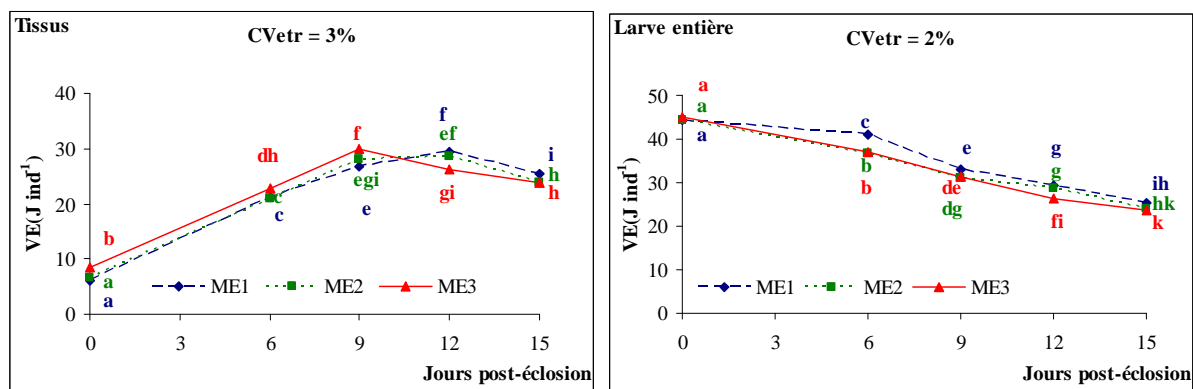 Tissus
CVetr = 3%
VE(J ind⁻¹)
40
30
20
10
0
0 3 6 9 12 15
Jours post-éclosion
b
a
a
dh
c
c
f
egi
e
f
ef
gi
i
h
h
ME1 ME2 ME3
Larve entière
CVetr = 2%
VE(J ind⁻¹)
50
40
30
20
10
0
0 3 6 9 12 15
Jours post-éclosion
a
a
a
c
b
b
e
de
dg
g
g
fi
ih
hk
k
ME1 ME2 ME3